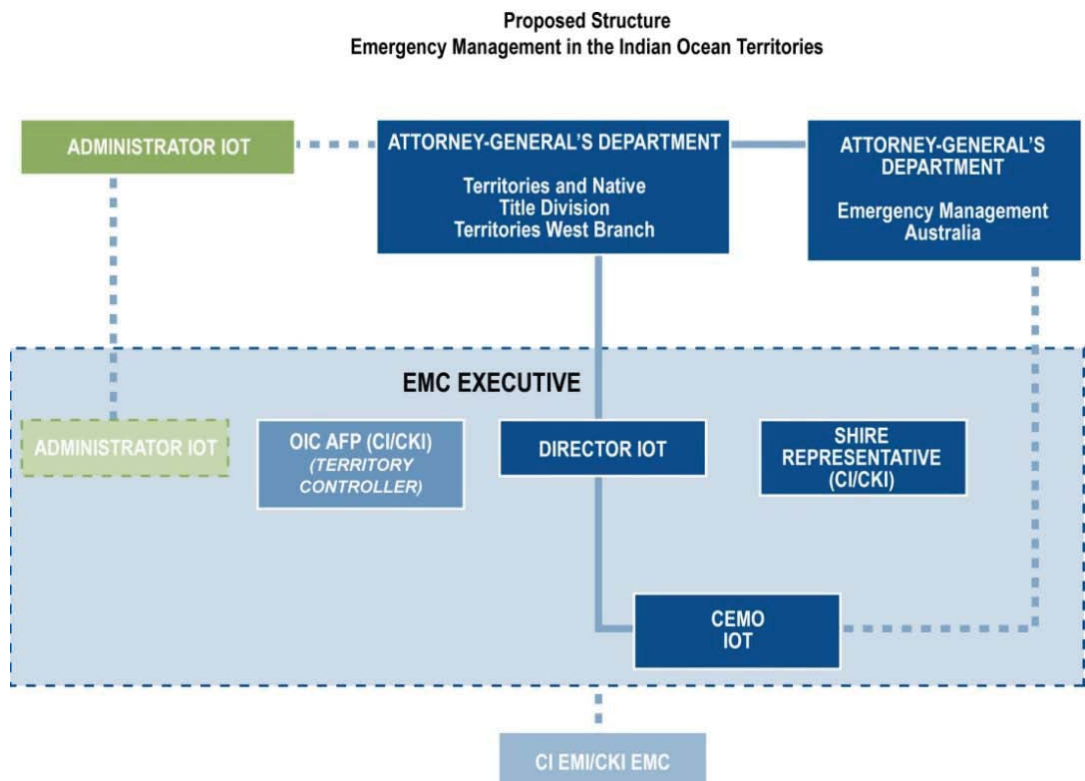 Proposed Structure
Emergency Management in the Indian Ocean Territories
ADMINISTRATOR IOT
ATTORNEY-GENERAL'S DEPARTMENT
Territories and Native
Title Division
Territories West Branch
ATTORNEY-GENERAL'S
DEPARTMENT
Emergency Management
Australia
EMC EXECUTIVE
ADMINISTRATOR IOT
OIC AFP (CI/CKI)
(TERRITORY
CONTROLLER)
DIRECTOR IOT
SHIRE
REPRESENTATIVE
(CI/CKI)
CEMO
IOT
CI EMI/CKI EMC